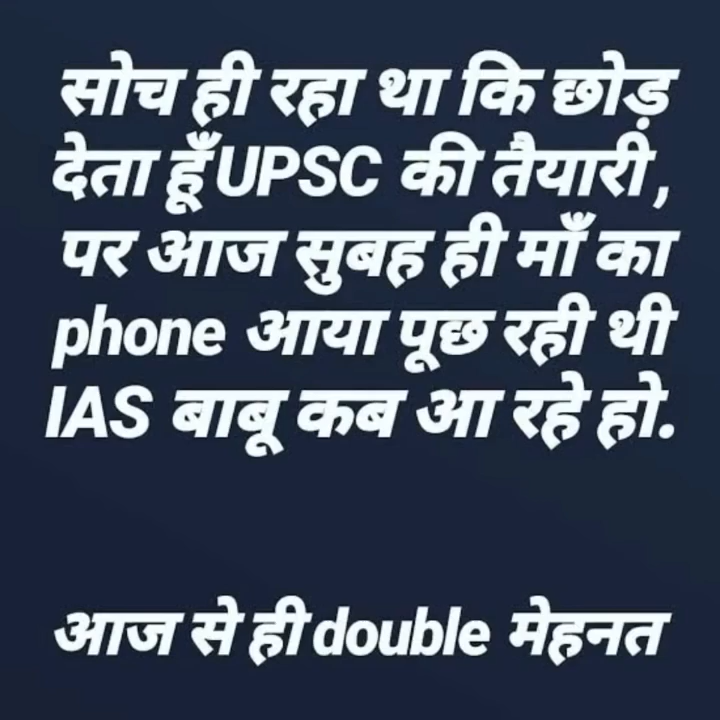 सोच ही रहा था कि छोड़
देता हूँ UPSC की तैयारी,
पर आज सुबह ही माँ का
phone आया पूछ रही थी
IAS बाबू कब आ रहे हो.
आज से ही double मेहनत